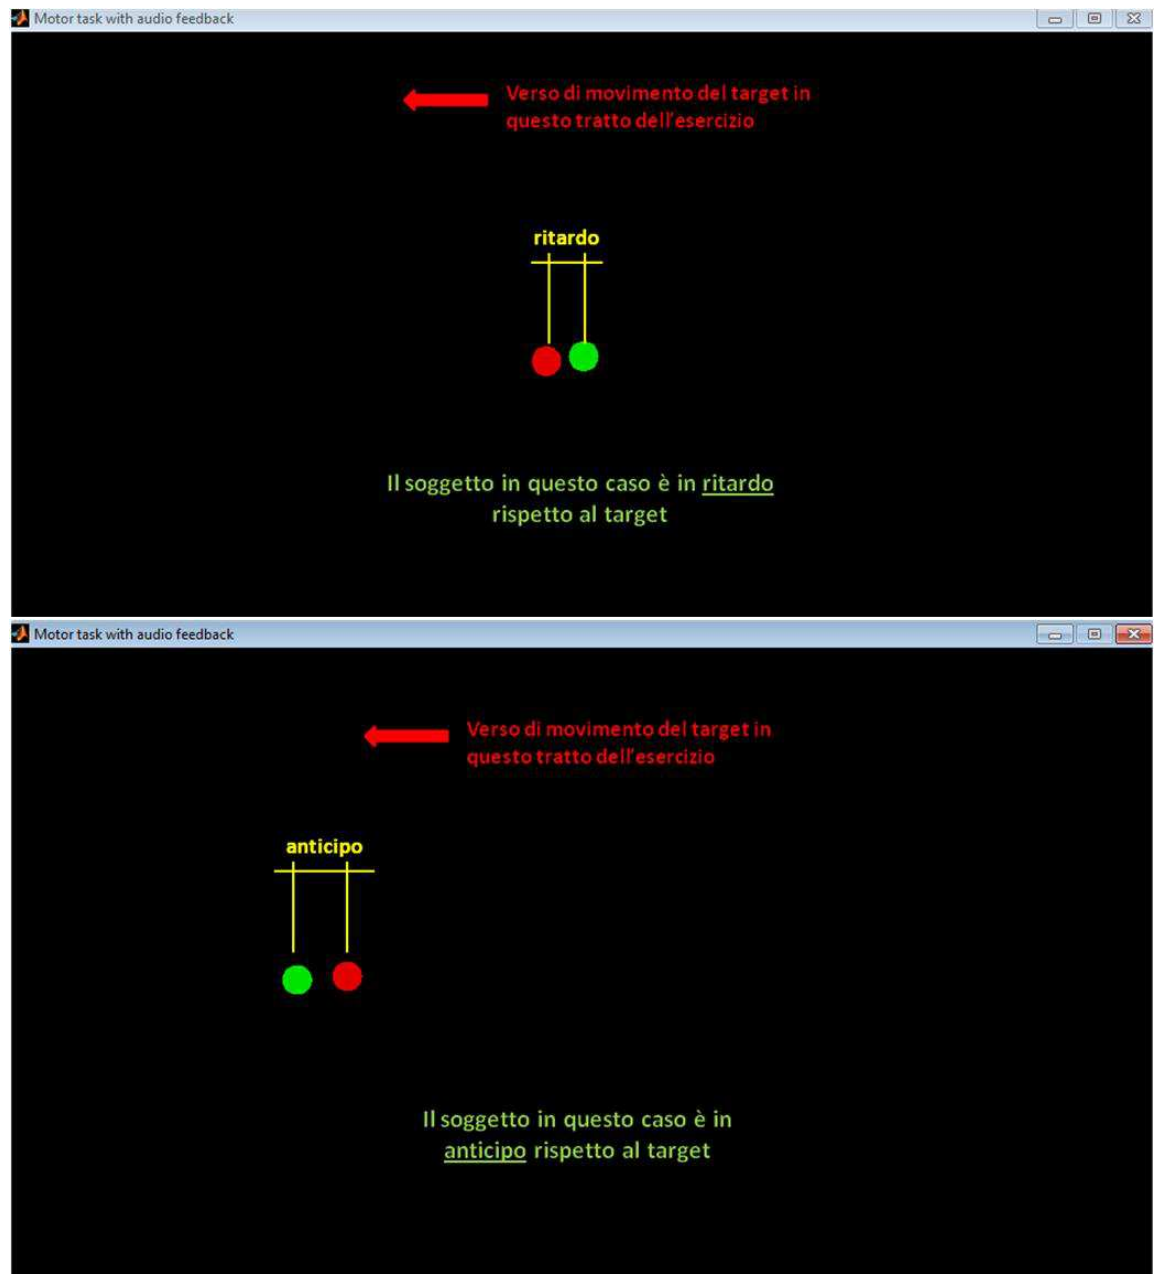 Motor task with audio feedback
Verso di movimento del target in
questo tratto dell'esercizio
ritardo
Il soggetto in questo caso è in ritardo
rispetto al target
Motor task with audio feedback
Verso di movimento del target in
questo tratto dell'esercizio
anticipo
Il soggetto in questo caso è in
anticipo rispetto al target